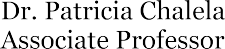 Dr. Patricia Chalela
Associate Professor